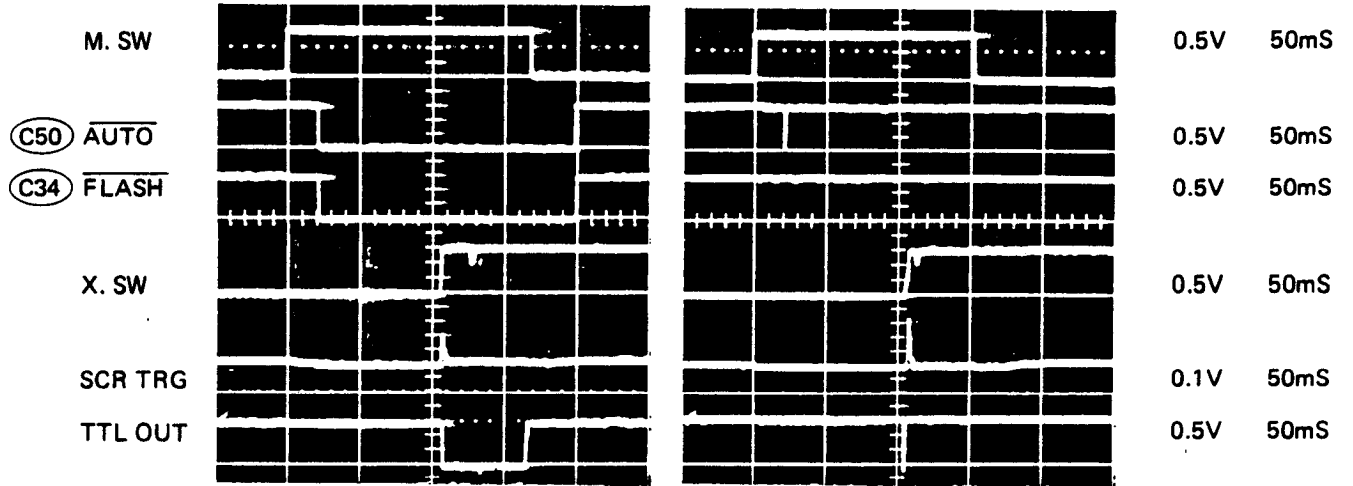 M. SW 0.5V 50mS
C50 AUTO 0.5V 50mS
C34 FLASH 0.5V 50mS
X. SW 0.5V 50mS
SCR TRG 0.1V 50mS
TTL OUT 0.5V 50mS